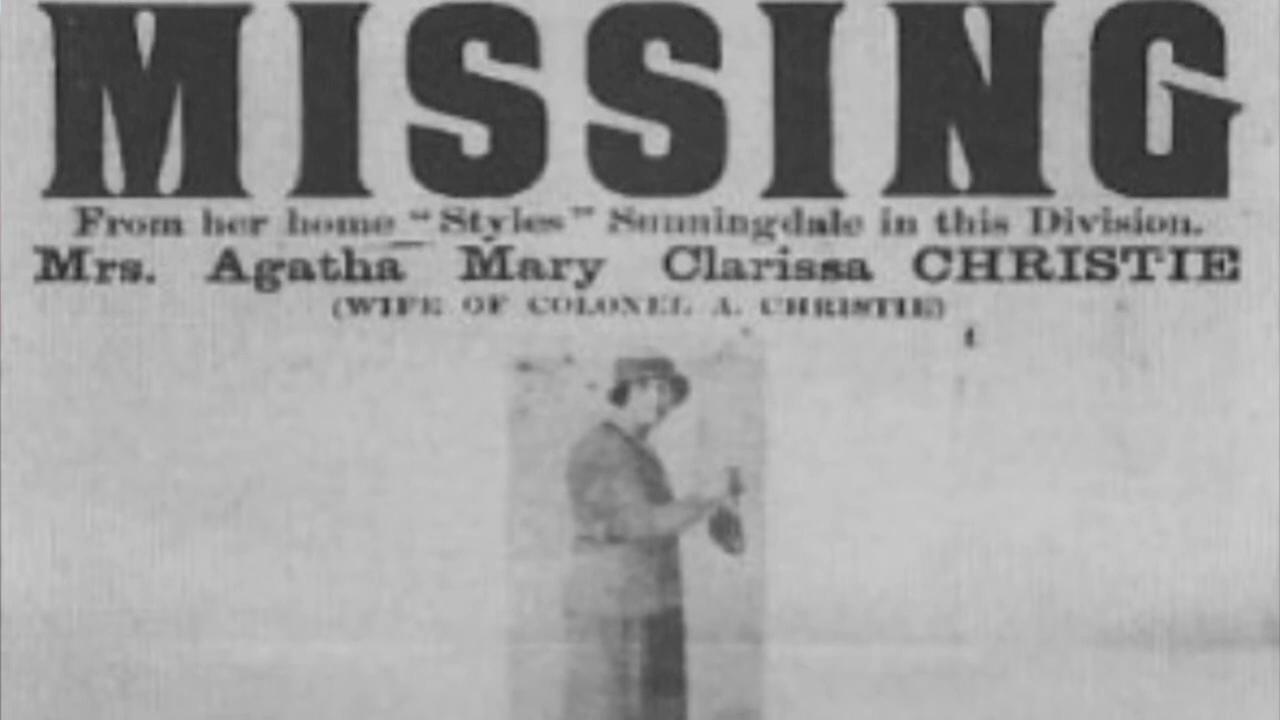 MISSING
From her home "Styles" Sunningdale in this Division.
Mrs. Agatha Mary Clarissa CHRISTIE
(WIFE OF COLONEL A. CHRISTIE)